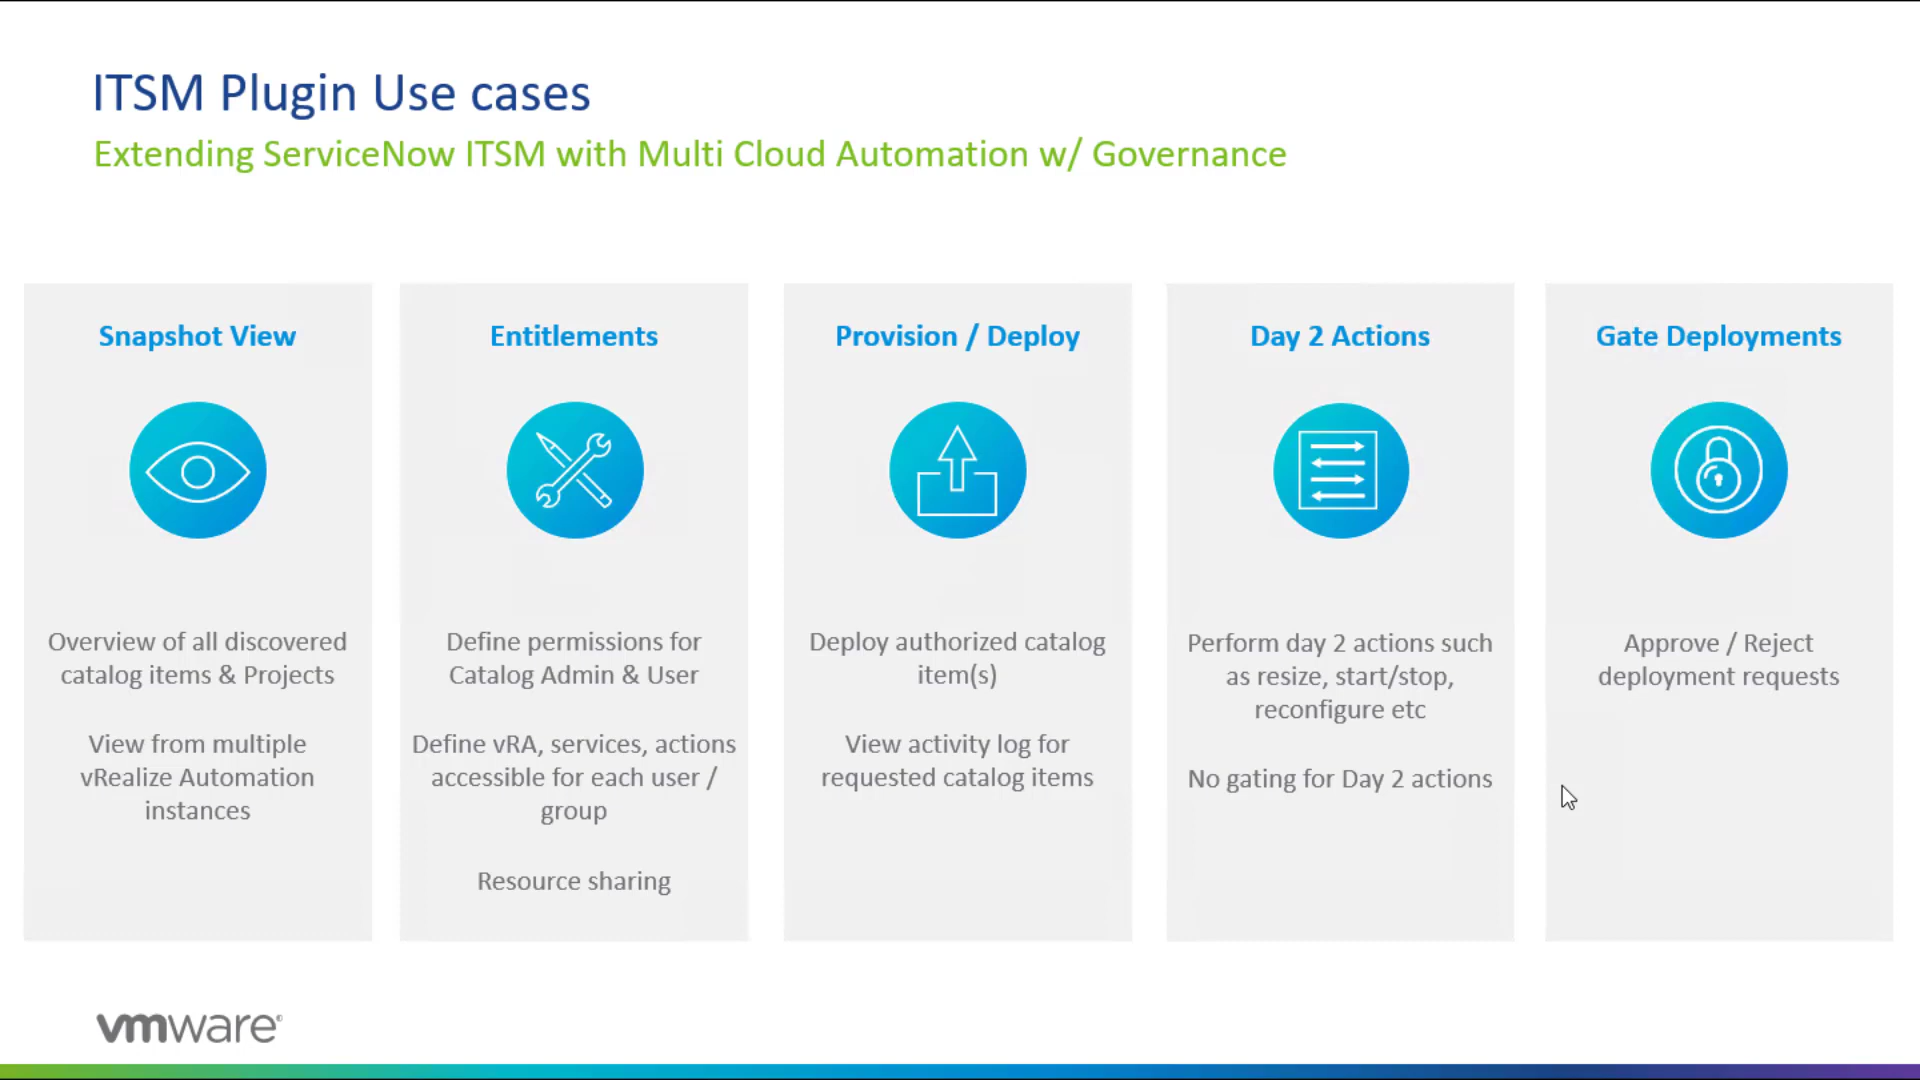 ITSM Plugin Use cases
Extending ServiceNow ITSM with Multi Cloud Automation w/ Governance
Snapshot View
Overview of all discovered
catalog items & Projects
View from multiple
vRealize Automation
instances
Entitlements
Define permissions for
Catalog Admin & User
Define vRA, services, actions
accessible for each user /
group
Resource sharing
Provision / Deploy
Deploy authorized catalog
item(s)
View activity log for
requested catalog items
Day 2 Actions
Perform day 2 actions such
as resize, start/stop,
reconfigure etc
No gating for Day 2 actions
Gate Deployments
Approve / Reject
deployment requests
vmware®